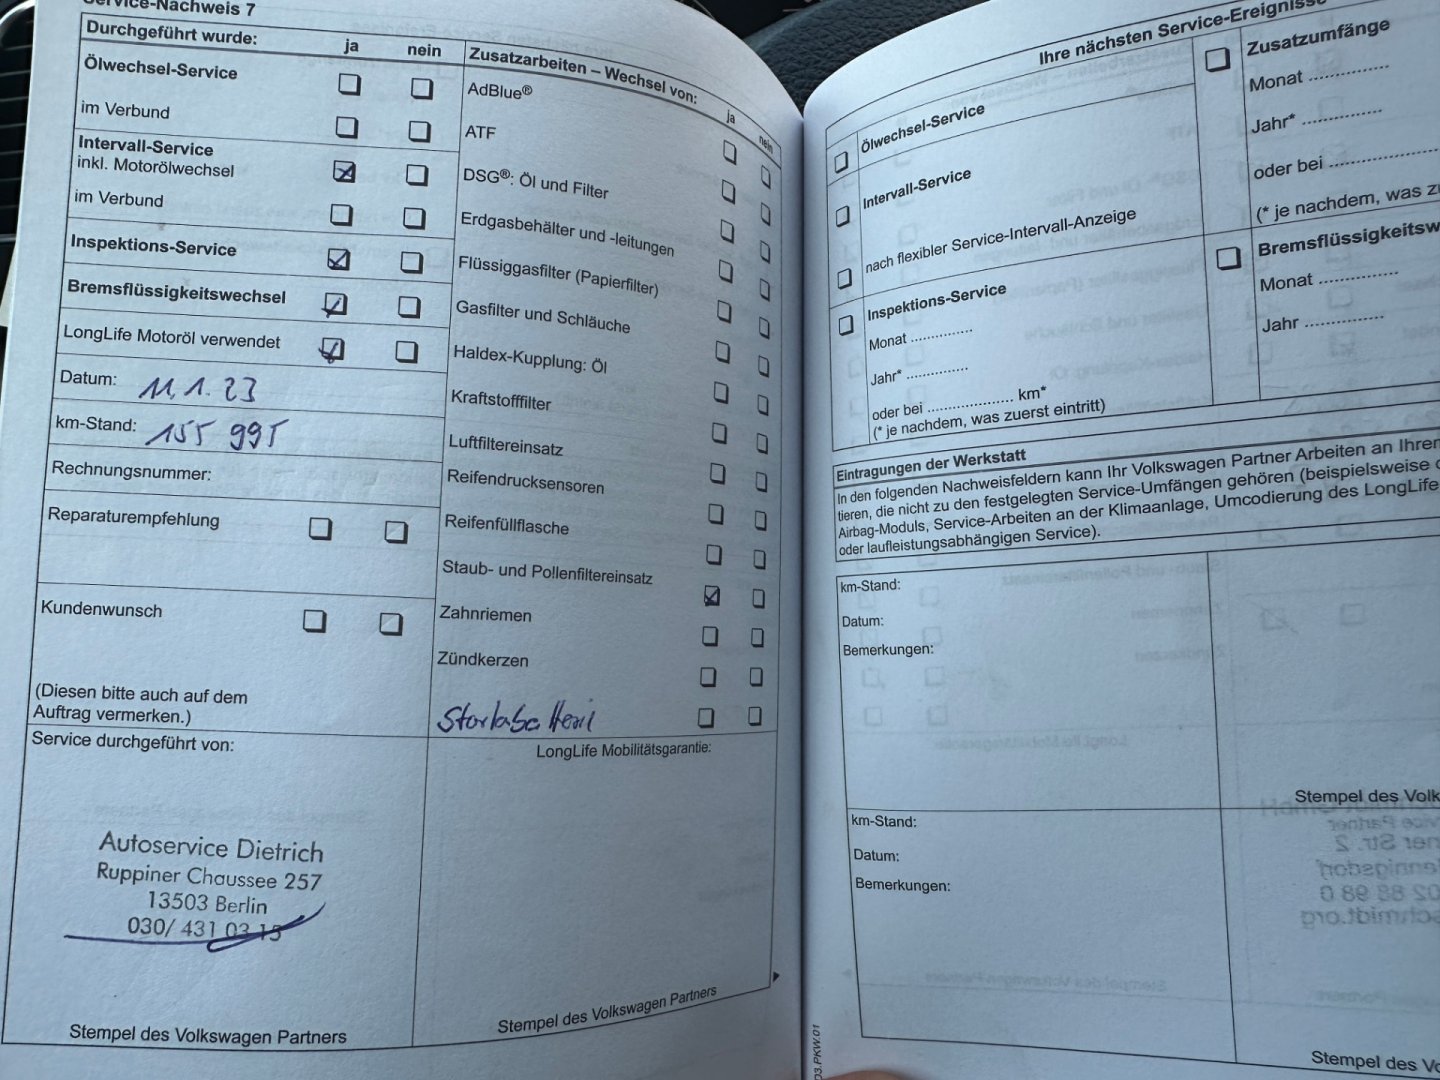 Service-Nachweis 7
Durchgeführt wurde: ja nein
Ölwechsel-Service
im Verbund
Intervall-Service
inkl. Motorölwechsel
im Verbund
Inspektions-Service
Bremsflüssigkeitswechsel
LongLife Motoröl verwendet
Datum: 11.1.23
km-Stand: 155 995
Rechnungsnummer:
Reparaturempfehlung
Kundenwunsch
(Diesen bitte auch auf dem
Auftrag vermerken.)
Service durchgeführt von:
Autoservice Dietrich
Ruppiner Chaussee 257
13503 Berlin
030/ 431 03 15
Stempel des Volkswagen Partners
Zusatzarbeiten – Wechsel von: ja nein
AdBlue®
ATF
DSG®: Öl und Filter
Erdgasbehälter und -leitungen
Flüssiggasfilter (Papierfilter)
Gasfilter und Schläuche
Haldex-Kupplung: Öl
Kraftstofffilter
Luftfiltereinsatz
Reifendrucksensoren
Reifenfüllflasche
Staub- und Pollenfiltereinsatz
Zahnriemen
Zündkerzen
Starterbatterie
LongLife Mobilitätsgarantie:
Stempel des Volkswagen Partners
Ihre nächsten Service-Ereignisse
Ölwechsel-Service
Intervall-Service
nach flexibler Service-Intervall-Anzeige
Inspektions-Service
Monat ..............
Jahr* ..............
oder bei .................... km*
(* je nachdem, was zuerst eintritt)
Zusatzumfänge
Monat ................
Jahr* ................
oder bei ......................
(* je nachdem, was zu
Bremsflüssigkeitsw
Monat ................
Jahr ................
Eintragungen der Werkstatt
In den folgenden Nachweisfeldern kann Ihr Volkswagen Partner Arbeiten an Ihrem
tieren, die nicht zu den festgelegten Service-Umfängen gehören (beispielsweise d
Airbag-Moduls, Service-Arbeiten an der Klimaanlage, Umcodierung des LongLife
oder laufleistungsabhängigen Service).
km-Stand:
Datum:
Bemerkungen:
Stempel des Volk
km-Stand:
Datum:
Bemerkungen:
Stempel des Vo
03.PKW.01